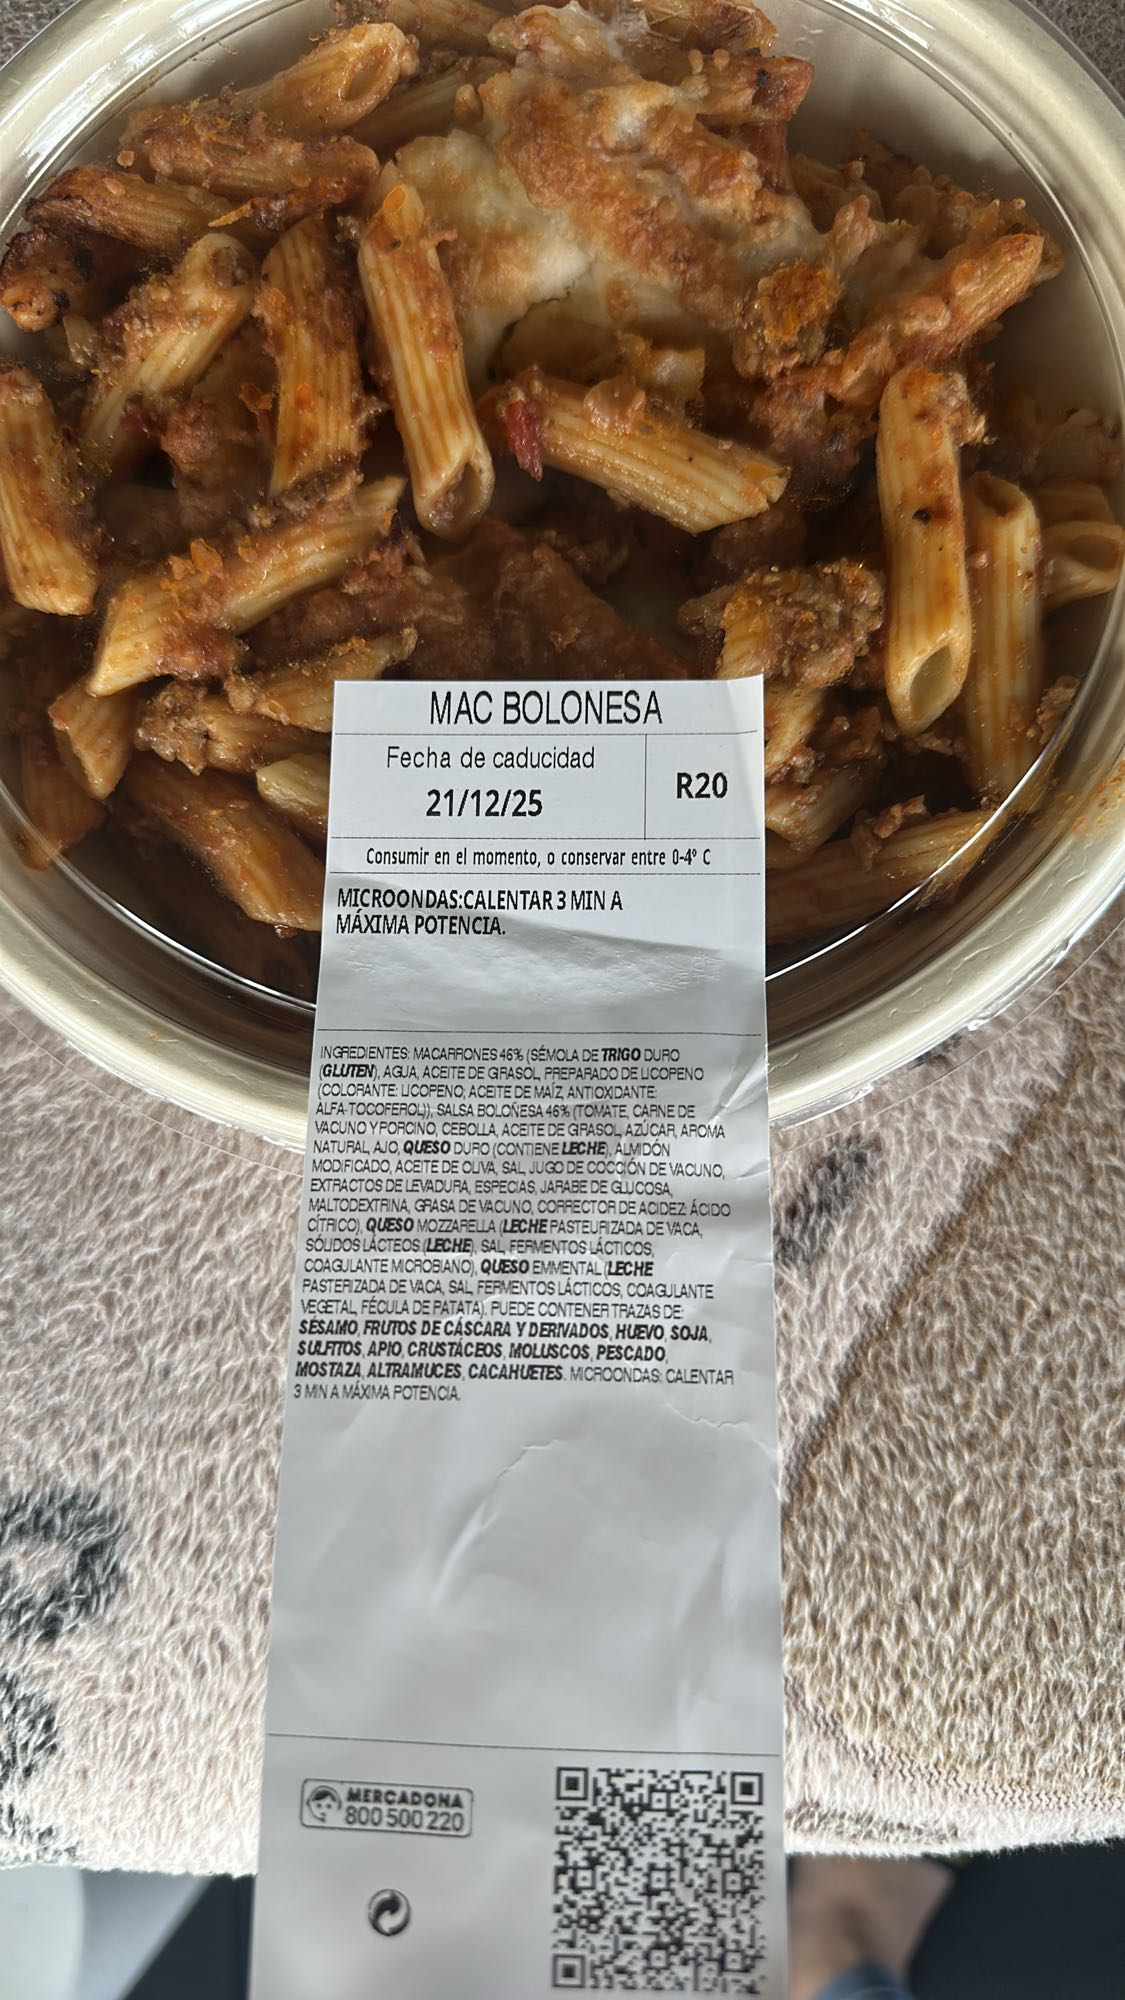 MAC BOLONESA
Fecha de caducidad
21/12/25
R20
Consumir en el momento, o conservar entre 0-4º C
MICROONDAS:CALENTAR 3 MIN A
MÁXIMA POTENCIA.
INGREDIENTES: MACARRONES 46% (SÉMOLA DE TRIGO DURO
(GLUTEN), AGUA, ACEITE DE GIRASOL, PREPARADO DE LICOPENO
(COLORANTE: LICOPENO; ACEITE DE MAÍZ, ANTIOXIDANTE:
ALFA-TOCOFEROL)), SALSA BOLOÑESA 46% (TOMATE, CARNE DE
VACUNO Y PORCINO, CEBOLLA, ACEITE DE GIRASOL, AZÚCAR, AROMA
NATURAL, AJO, QUESO DURO (CONTIENE LECHE), ALMIDÓN
MODIFICADO, ACEITE DE OLIVA, SAL, JUGO DE COCCIÓN DE VACUNO,
EXTRACTOS DE LEVADURA, ESPECIAS, JARABE DE GLUCOSA,
MALTODEXTRINA, GRASA DE VACUNO, CORRECTOR DE ACIDEZ: ÁCIDO
CÍTRICO), QUESO MOZZARELLA (LECHE PASTEURIZADA DE VACA,
SÓLIDOS LÁCTEOS (LECHE), SAL, FERMENTOS LÁCTICOS,
COAGULANTE MICROBIANO), QUESO EMMENTAL (LECHE
PASTERIZADA DE VACA, SAL, FERMENTOS LÁCTICOS, COAGULANTE
VEGETAL, FÉCULA DE PATATA). PUEDE CONTENER TRAZAS DE:
SÉSAMO, FRUTOS DE CÁSCARA Y DERIVADOS, HUEVO, SOJA,
SULFITOS, APIO, CRUSTÁCEOS, MOLUSCOS, PESCADO,
MOSTAZA, ALTRAMUCES, CACAHUETES. MICROONDAS: CALENTAR
3 MIN A MÁXIMA POTENCIA.
MERCADONA
800 500 220